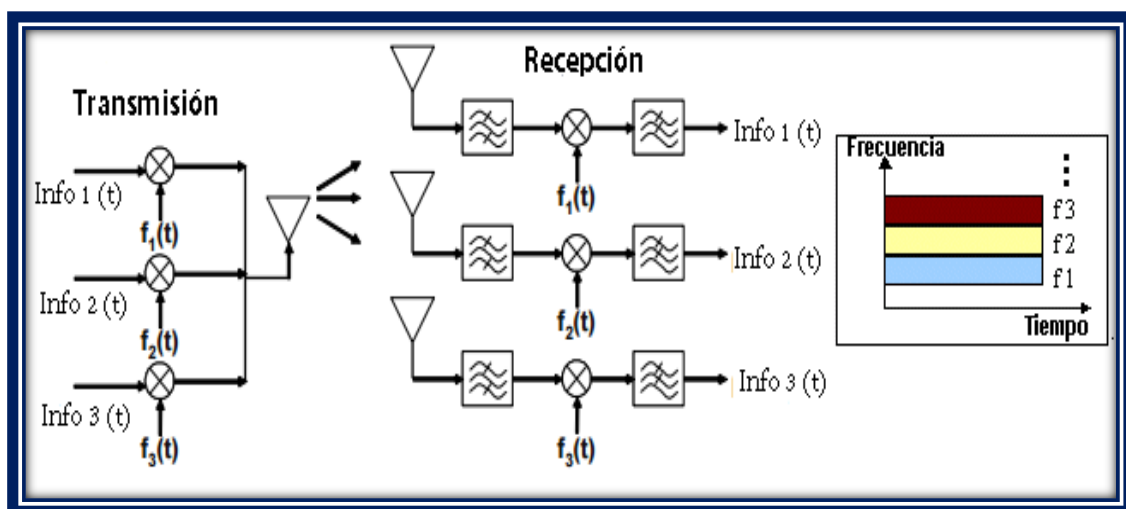 Transmisión
Info 1 (t)
f1(t)
Info 2 (t)
f2(t)
Info 3 (t)
f3(t)
Recepción
Info 1 (t)
f1(t)
Info 2 (t)
f2(t)
Info 3 (t)
f3(t)
Frecuencia
f3
f2
f1
Tiempo